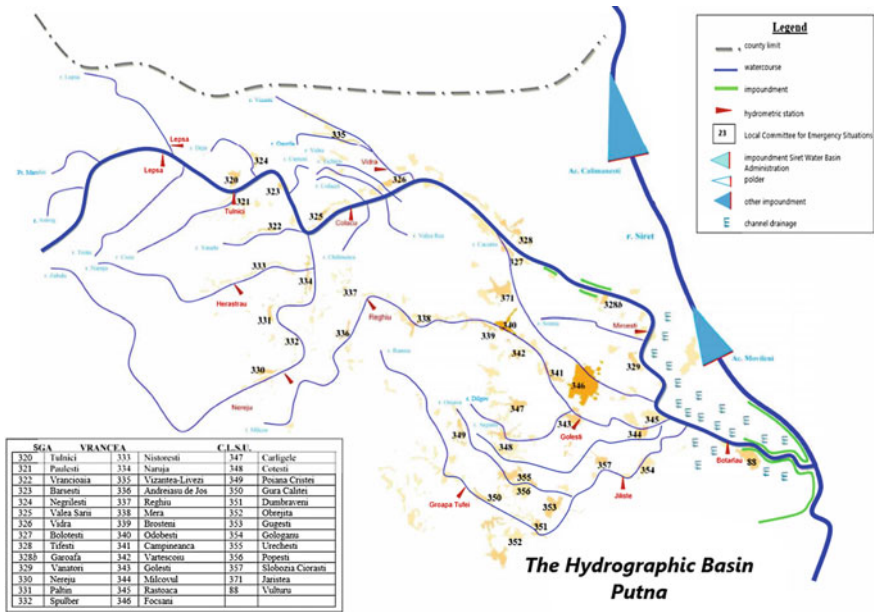 Legend
county limit
watercourse
impoundment
hydrometric station
23 Local Committee for Emergency Situations
impoundment Siret Water Basin
Administration
polder
other impoundment
channel drainage
Ac. Calimanesti
r. Siret
Ac. Movileni
Lepsa
Lepsa
Tulnici
Vidra
Colacu
Herastrau
Nereju
Reghiu
Mircesti
Golesti
Botarlau
Jiliste
Groapa Tufei
335
324
320
323
321
326
325
322
328
327
333
334
337
371
328b
331
338
340
336
339
332
342
329
330
341
346
347
343
345
349
348
344
357
354
88
355
356
350
353
351
352
SGA VRANCEA C.L.S.U.
320 Tulnici 333 Nistoresti 347 Carligele
321 Paulesti 334 Naruja 348 Cotesti
322 Vrancioaia 335 Vizantea-Livezi 349 Poiana Cristei
323 Barsesti 336 Andreiasu de Jos 350 Gura Calitei
324 Negrilesti 337 Reghiu 351 Dumbraveni
325 Valea Sarii 338 Mera 352 Obrejita
326 Vidra 339 Brosteni 353 Gugesti
327 Bolotesti 340 Odobesti 354 Gologanu
328 Tifesti 341 Campineanca 355 Urechesti
328b Garoafa 342 Vartescoiu 356 Popesti
329 Vanatori 343 Golesti 357 Slobozia Ciorasti
330 Nereju 344 Milcovul 371 Jaristea
331 Paltin 345 Rastoaca 88 Vulturu
332 Spulber 346 Focsani
The Hydrographic Basin
Putna